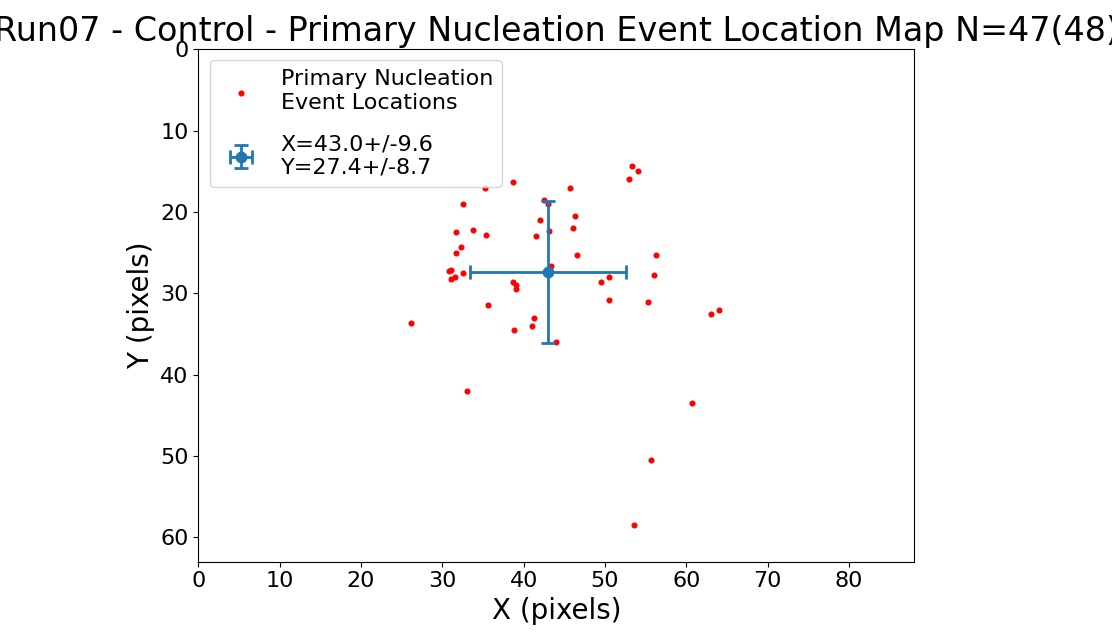 Run07 - Control - Primary Nucleation Event Location Map N=47(48)
Primary Nucleation
Event Locations
X=43.0+/-9.6
Y=27.4+/-8.7
0
10
20
30
40
50
60
Y (pixels)
0 10 20 30 40 50 60 70 80
X (pixels)